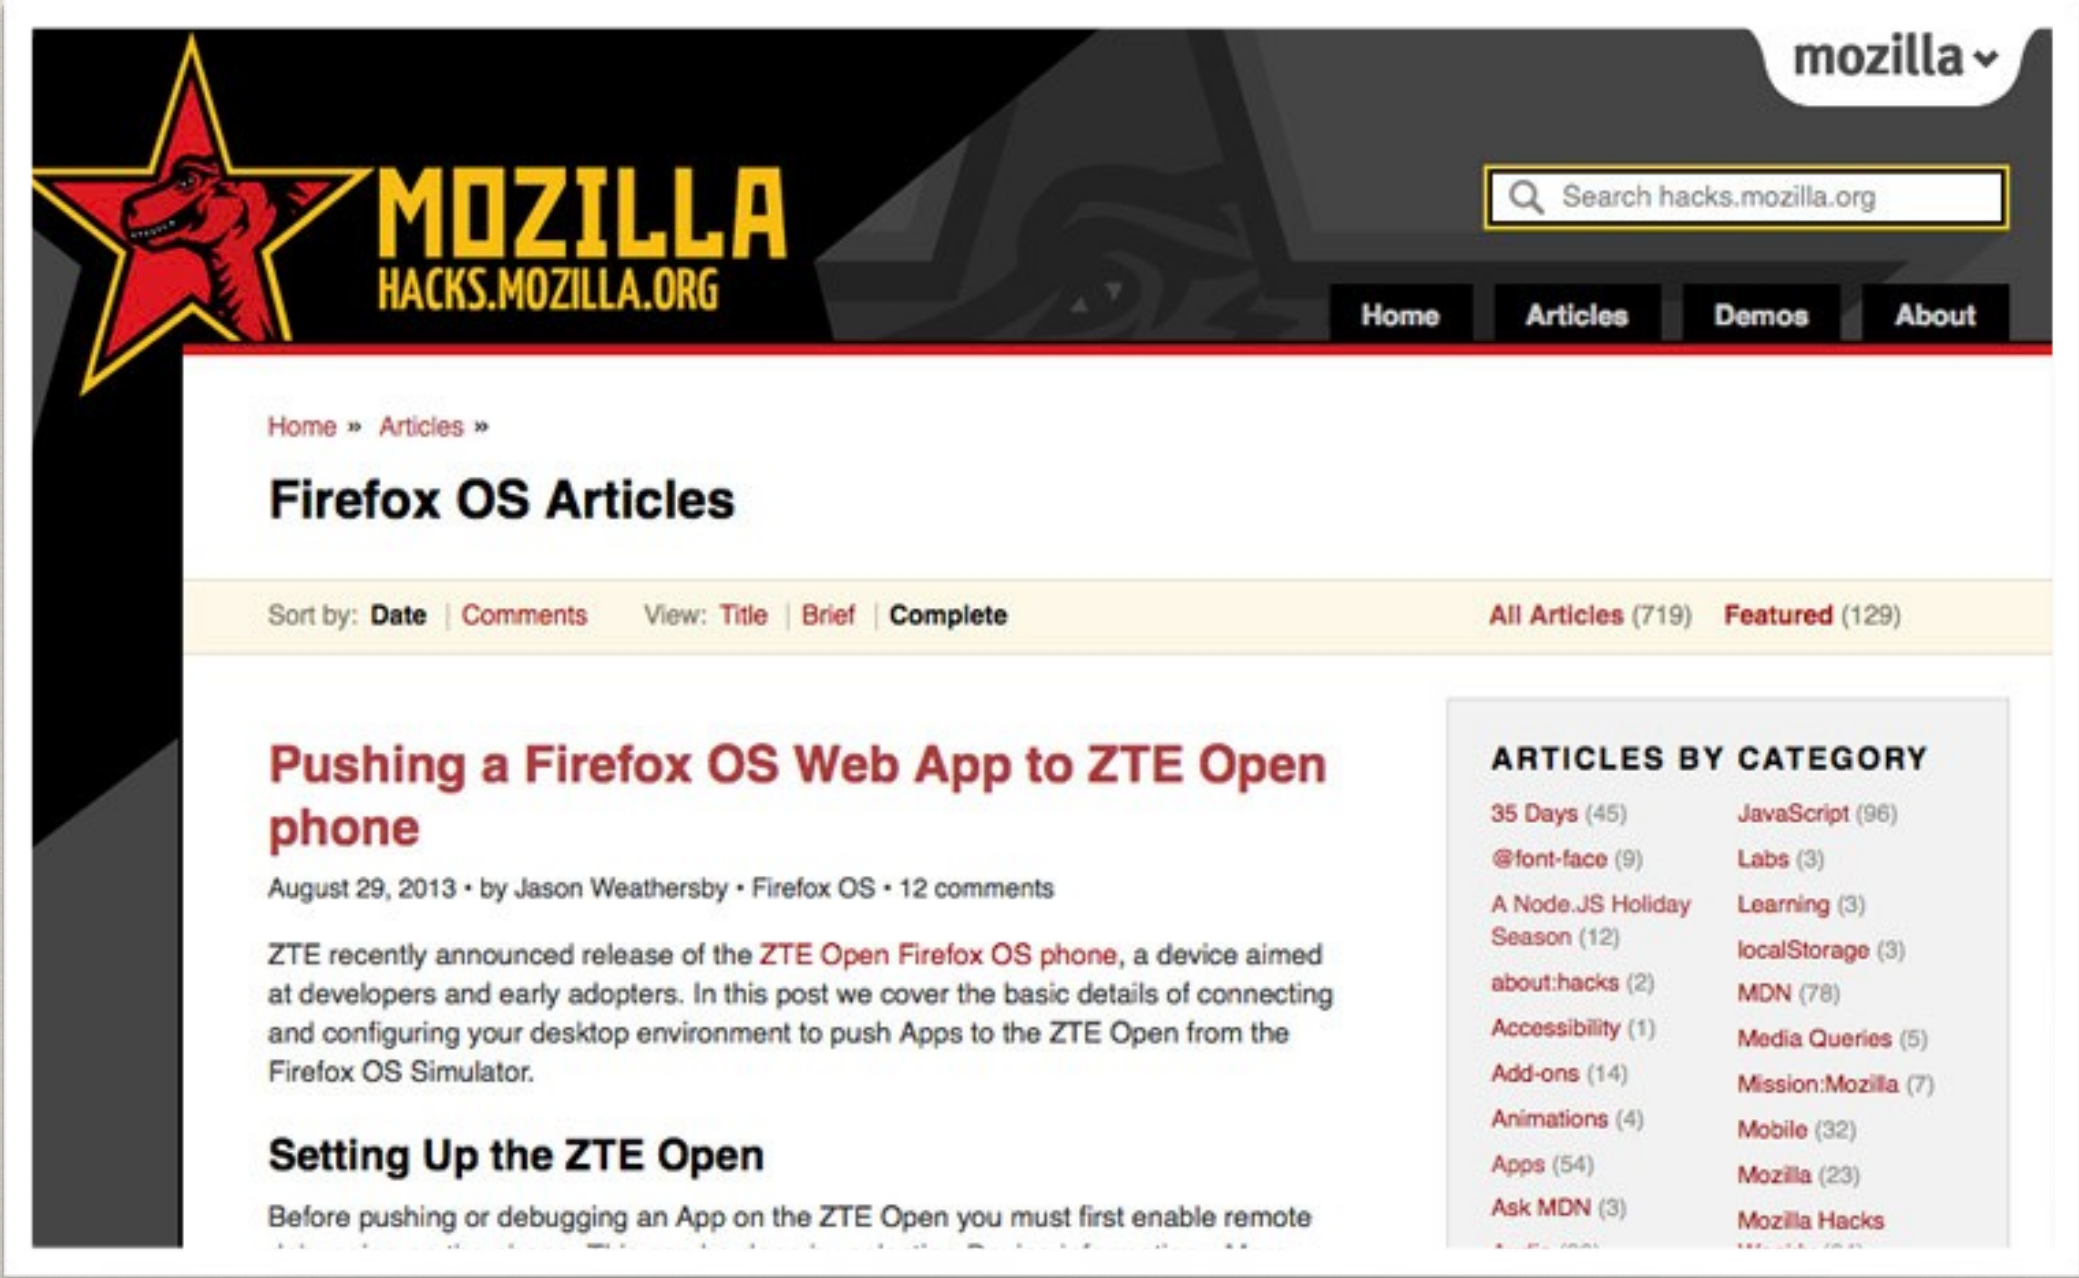 mozilla
MOZILLA
HACKS.MOZILLA.ORG
Search hacks.mozilla.org
Home Articles Demos About
Home » Articles »
Firefox OS Articles
Sort by: Date | Comments View: Title | Brief | Complete
All Articles (719) Featured (129)
Pushing a Firefox OS Web App to ZTE Open
phone
August 29, 2013 • by Jason Weathersby • Firefox OS • 12 comments
ZTE recently announced release of the ZTE Open Firefox OS phone, a device aimed
at developers and early adopters. In this post we cover the basic details of connecting
and configuring your desktop environment to push Apps to the ZTE Open from the
Firefox OS Simulator.
Setting Up the ZTE Open
Before pushing or debugging an App on the ZTE Open you must first enable remote
ARTICLES BY CATEGORY
35 Days (45)
@font-face (9)
A Node.JS Holiday
Season (12)
about:hacks (2)
Accessibility (1)
Add-ons (14)
Animations (4)
Apps (54)
Ask MDN (3)
JavaScript (96)
Labs (3)
Learning (3)
localStorage (3)
MDN (78)
Media Queries (5)
Mission:Mozilla (7)
Mobile (32)
Mozilla (23)
Mozilla Hacks